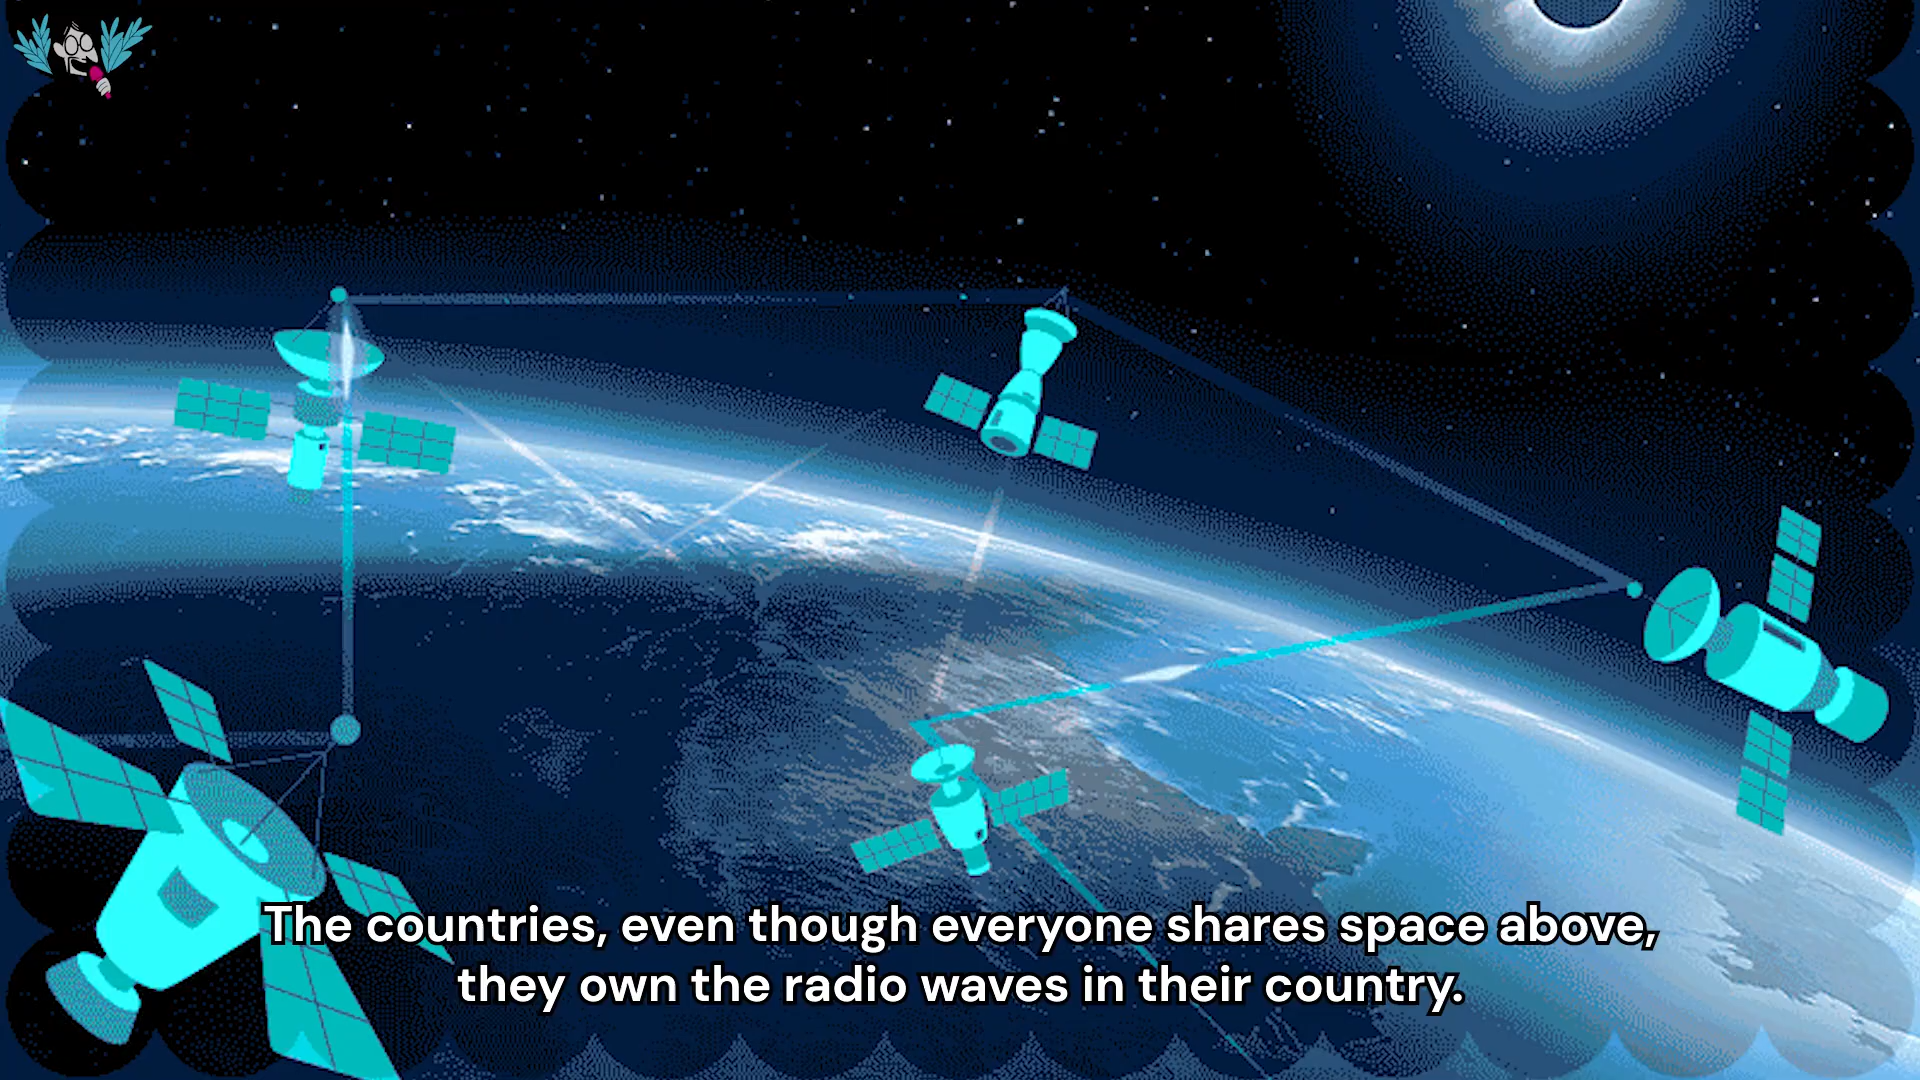 The countries, even though everyone shares space above,
they own the radio waves in their country.